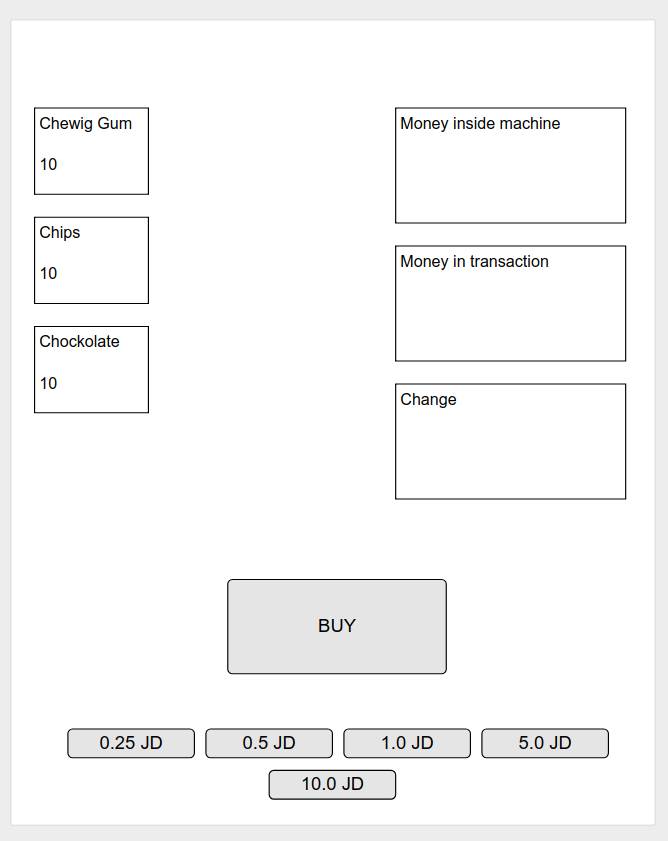 Chewig Gum
10
Chips
10
Chockolate
10
Money inside machine
Money in transaction
Change
BUY
0.25 JD
0.5 JD
1.0 JD
5.0 JD
10.0 JD